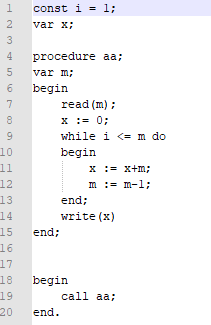 1 const i = 1;
2 var x;
3
4 procedure aa;
5 var m;
6 begin
7     read(m);
8     x := 0;
9     while i <= m do
10     begin
11         x := x+m;
12         m := m-1;
13     end;
14     write(x)
15 end;
16
17
18 begin
19     call aa;
20 end.